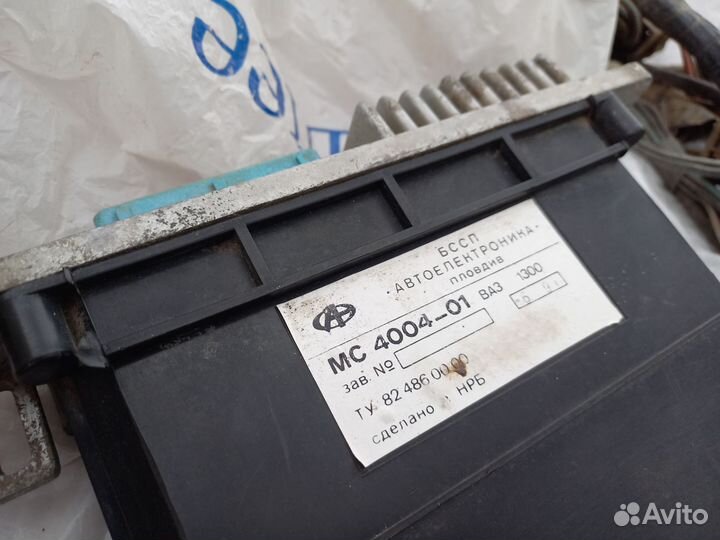 БССП
АВТОЕЛЕКТРОНИКА
ПЛОВДИВ
МС 4004-01 ВАЗ 1300
зав. №
ТУ 82 486 00.00
сделано НРБ
Avito